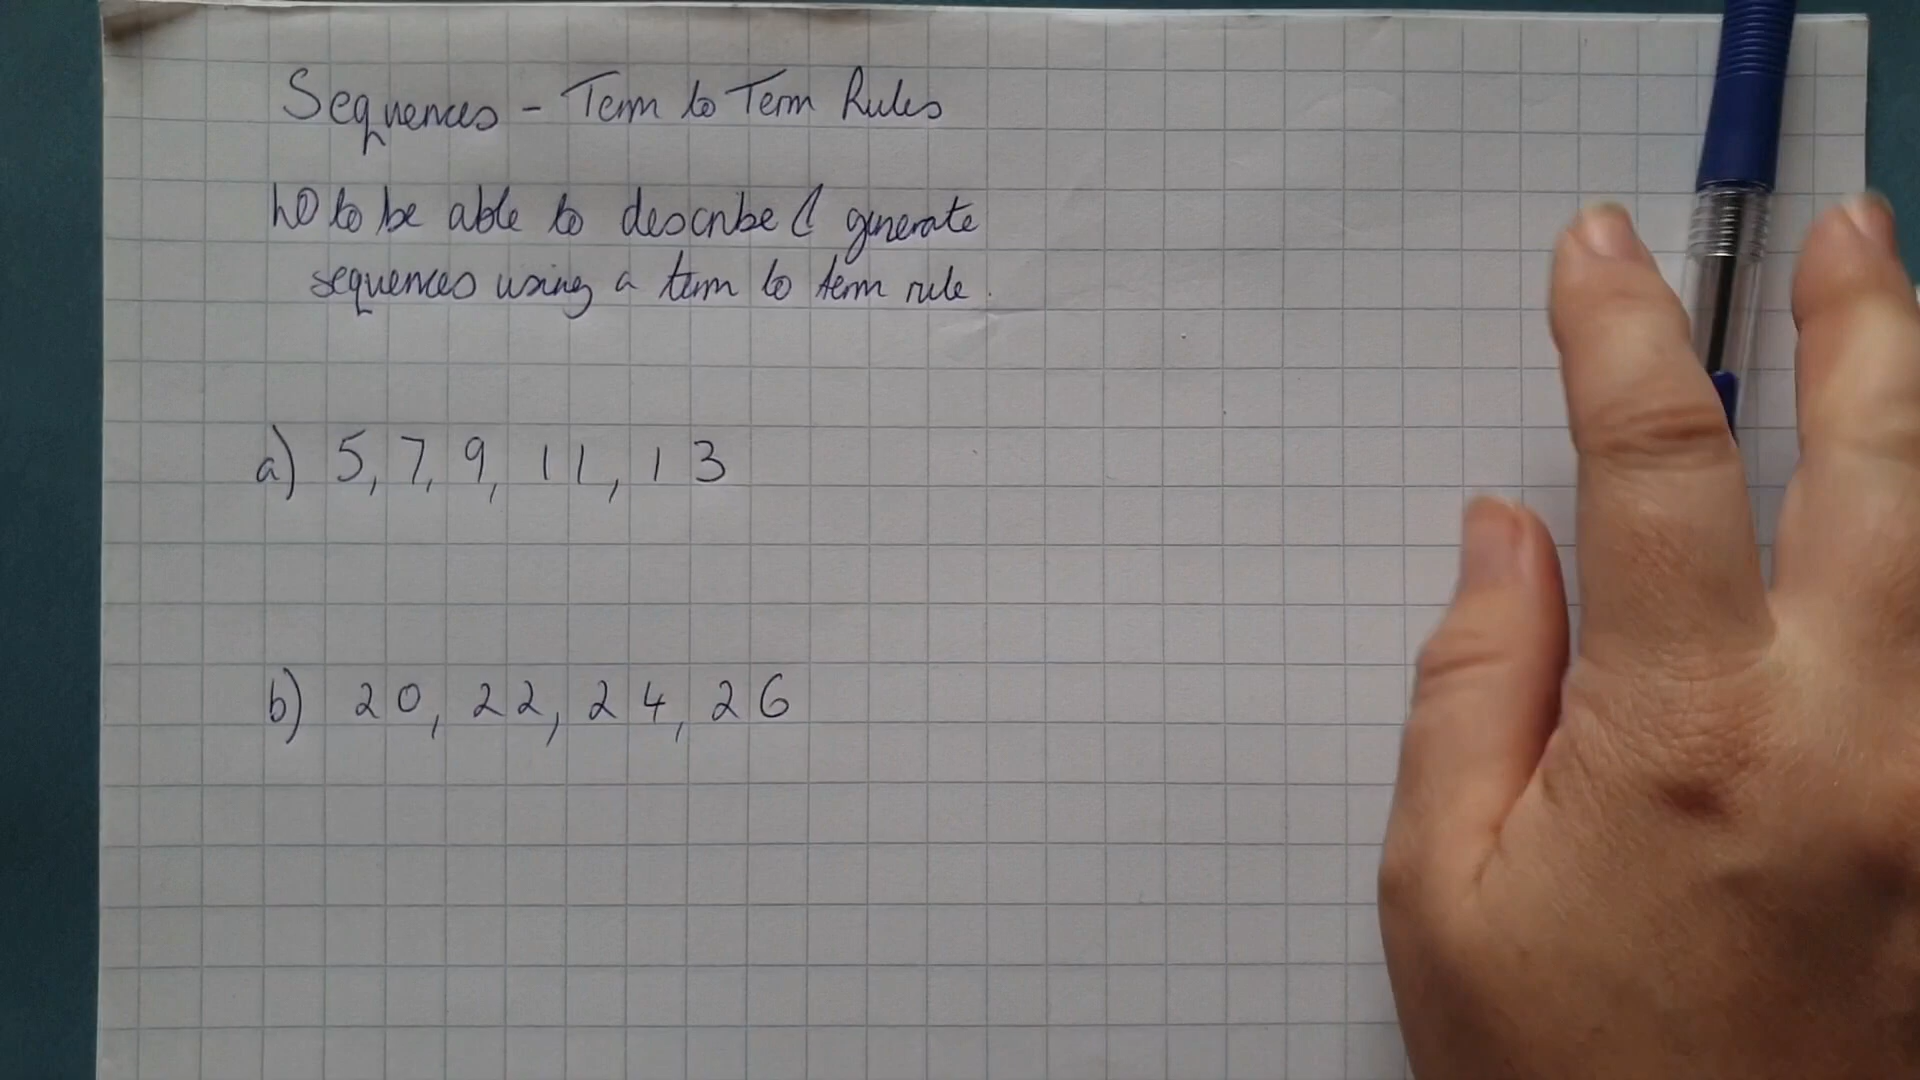 Sequences - Term to Term Rules
LO to be able to describe & generate
sequences using a term to term rule.
a) 5, 7, 9, 11, 13
b) 20, 22, 24, 26